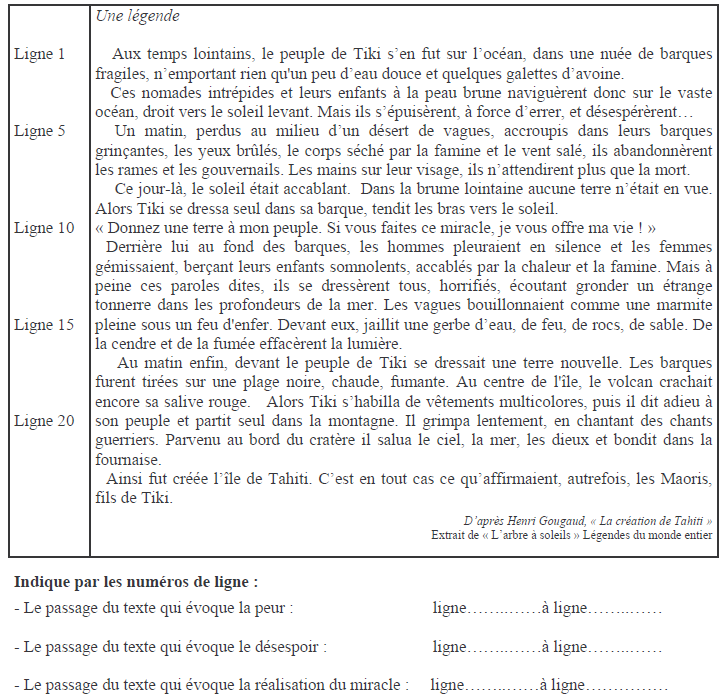 Une légende
Ligne 1 Aux temps lointains, le peuple de Tiki s’en fut sur l’océan, dans une nuée de barques
fragiles, n’emportant rien qu'un peu d’eau douce et quelques galettes d’avoine.
Ces nomades intrépides et leurs enfants à la peau brune naviguèrent donc sur le vaste
océan, droit vers le soleil levant. Mais ils s’épuisèrent, à force d’errer, et désespérèrent…
Ligne 5 Un matin, perdus au milieu d’un désert de vagues, accroupis dans leurs barques
grinçantes, les yeux brûlés, le corps séché par la famine et le vent salé, ils abandonnèrent
les rames et les gouvernails. Les mains sur leur visage, ils n’attendirent plus que la mort.
Ce jour-là, le soleil était accablant. Dans la brume lointaine aucune terre n’était en vue.
Alors Tiki se dressa seul dans sa barque, tendit les bras vers le soleil.
Ligne 10 « Donnez une terre à mon peuple. Si vous faites ce miracle, je vous offre ma vie ! »
Derrière lui au fond des barques, les hommes pleuraient en silence et les femmes
gémissaient, berçant leurs enfants somnolents, accablés par la chaleur et la famine. Mais à
peine ces paroles dites, ils se dressèrent tous, horrifiés, écoutant gronder un étrange
tonnerre dans les profondeurs de la mer. Les vagues bouillonnaient comme une marmite
Ligne 15 pleine sous un feu d'enfer. Devant eux, jaillit une gerbe d’eau, de feu, de rocs, de sable. De
la cendre et de la fumée effacèrent la lumière.
Au matin enfin, devant le peuple de Tiki se dressait une terre nouvelle. Les barques
furent tirées sur une plage noire, chaude, fumante. Au centre de l'île, le volcan crachait
encore sa salive rouge. Alors Tiki s’habilla de vêtements multicolores, puis il dit adieu à
Ligne 20 son peuple et partit seul dans la montagne. Il grimpa lentement, en chantant des chants
guerriers. Parvenu au bord du cratère il salua le ciel, la mer, les dieux et bondit dans la
fournaise.
Ainsi fut créée l’île de Tahiti. C’est en tout cas ce qu’affirmaient, autrefois, les Maoris,
fils de Tiki.
D’après Henri Gougaud, « La création de Tahiti »
Extrait de « L’arbre à soleils » Légendes du monde entier
Indique par les numéros de ligne :
- Le passage du texte qui évoque la peur : ligne……..……à ligne……..……
- Le passage du texte qui évoque le désespoir : ligne……..……à ligne……..……
- Le passage du texte qui évoque la réalisation du miracle : ligne……..……à ligne……………